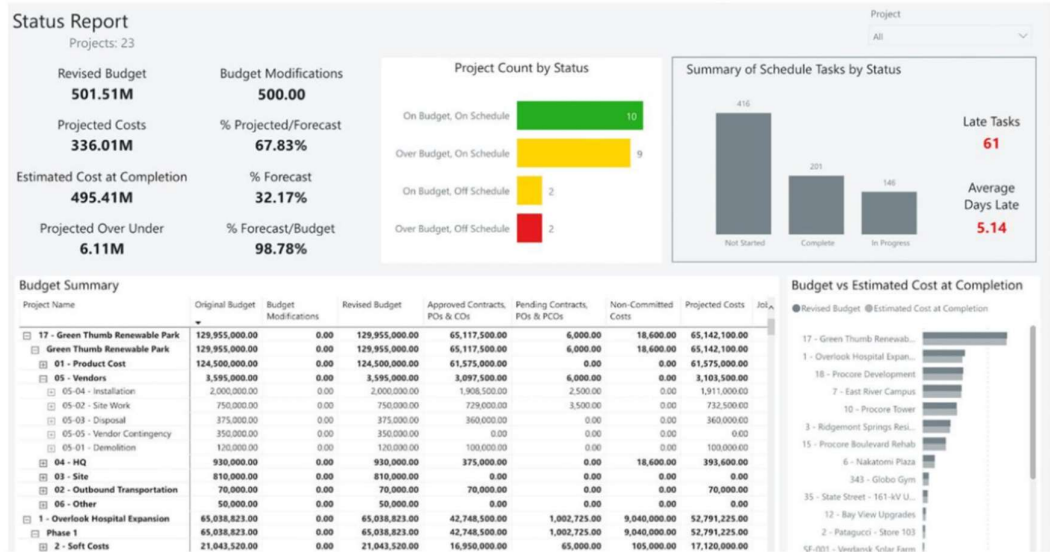 Status Report
Projects: 23
Project
All
Revised Budget
501.51M
Budget Modifications
500.00
Projected Costs
336.01M
% Projected/Forecast
67.83%
Estimated Cost at Completion
495.41M
% Forecast
32.17%
Projected Over Under
6.11M
% Forecast/Budget
98.78%
Project Count by Status
On Budget, On Schedule 10
Over Budget, On Schedule 9
On Budget, Off Schedule 2
Over Budget, Off Schedule 2
Summary of Schedule Tasks by Status
416
201
146
Not Started Complete In Progress
Late Tasks
61
Average
Days Late
5.14
Budget Summary
Project Name Original Budget Budget Modifications Revised Budget Approved Contracts, POs & COs Pending Contracts, POs & PCOs Non-Committed Costs Projected Costs
17 - Green Thumb Renewable Park 129,955,000.00 0.00 129,955,000.00 65,117,500.00 6,000.00 18,600.00 65,142,100.00
Green Thumb Renewable Park 129,955,000.00 0.00 129,955,000.00 65,117,500.00 6,000.00 18,600.00 65,142,100.00
01 - Product Cost 124,500,000.00 0.00 124,500,000.00 61,575,000.00 0.00 0.00 61,575,000.00
05 - Vendors 3,595,000.00 0.00 3,595,000.00 3,097,500.00 6,000.00 0.00 3,103,500.00
05-04 - Installation 2,000,000.00 0.00 2,000,000.00 1,908,500.00 2,500.00 0.00 1,911,000.00
05-02 - Site Work 750,000.00 0.00 750,000.00 729,000.00 3,500.00 0.00 732,500.00
05-03 - Disposal 375,000.00 0.00 375,000.00 360,000.00 0.00 0.00 360,000.00
05-05 - Vendor Contingency 350,000.00 0.00 350,000.00 0.00 0.00 0.00 0.00
05-01 - Demolition 120,000.00 0.00 120,000.00 100,000.00 0.00 0.00 100,000.00
04 - HQ 930,000.00 0.00 930,000.00 375,000.00 0.00 18,600.00 393,600.00
03 - Site 810,000.00 0.00 810,000.00 0.00 0.00 0.00 0.00
02 - Outbound Transportation 70,000.00 0.00 70,000.00 70,000.00 0.00 0.00 70,000.00
06 - Other 50,000.00 0.00 50,000.00 0.00 0.00 0.00 0.00
1 - Overlook Hospital Expansion 65,038,823.00 0.00 65,038,823.00 42,748,500.00 1,002,725.00 9,040,000.00 52,791,225.00
Phase 1 65,038,823.00 0.00 65,038,823.00 42,748,500.00 1,002,725.00 9,040,000.00 52,791,225.00
2 - Soft Costs 21,043,520.00 0.00 21,043,520.00 16,950,000.00 65,000.00 105,000.00 17,120,000.00
Budget vs Estimated Cost at Completion
Revised Budget Estimated Cost at Completion
17 - Green Thumb Renewab...
1 - Overlook Hospital Expan...
18 - Procore Development
7 - East River Campus
10 - Procore Tower
3 - Ridgemont Springs Resi...
15 - Procore Boulevard Rehab
6 - Nakatomi Plaza
343 - Globo Gym
35 - State Street - 161-kV U...
12 - Bay View Upgrades
2 - Patagucci - Store 103
SF-001 - Verdansk Solar Farm